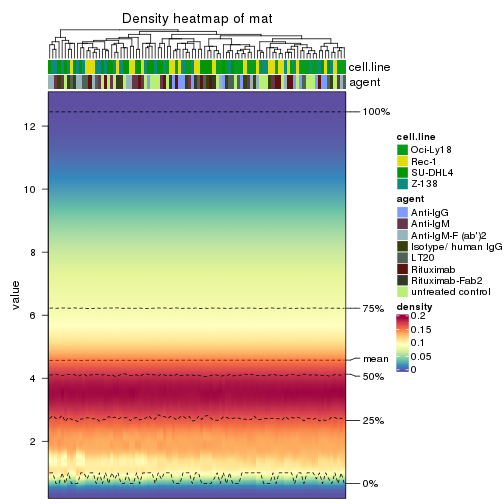 Density heatmap of mat
cell.line
agent
value
12
10
8
6
4
2
100%
75%
mean
50%
25%
0%
cell.line
Oci-Ly18
Rec-1
SU-DHL4
Z-138
agent
Anti-IgG
Anti-IgM
Anti-IgM-F (ab')2
Isotype/ human IgG
LT20
Rituximab
Rituximab-Fab2
untreated control
density
0.2
0.15
0.1
0.05
0